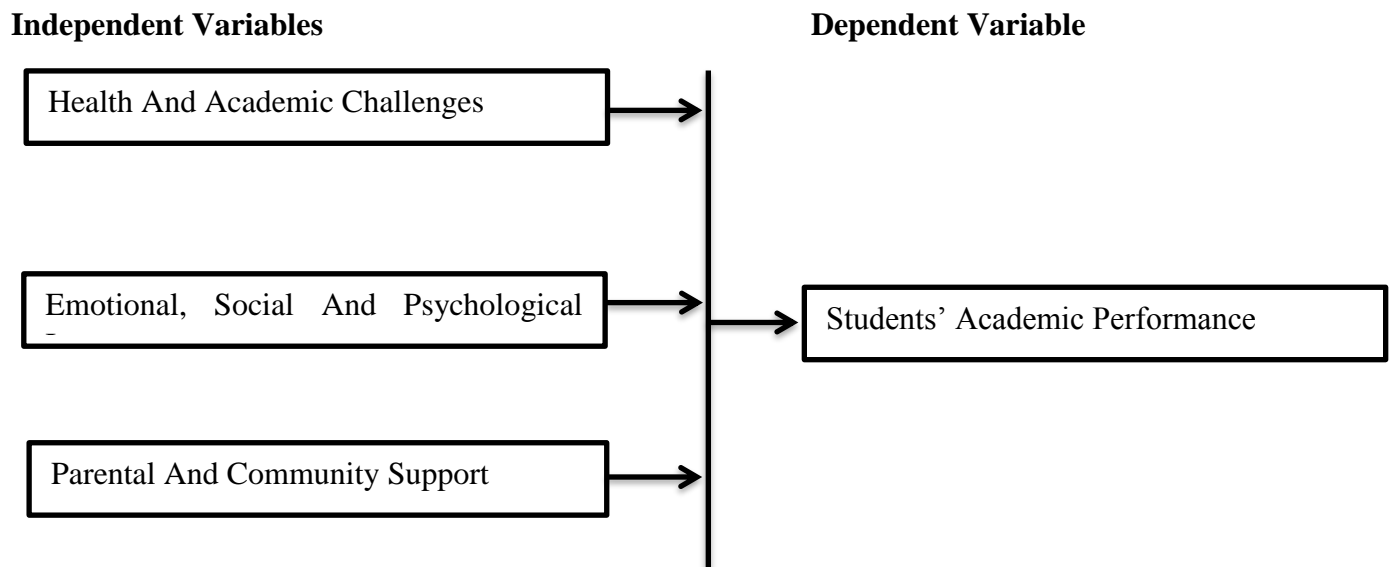 Independent Variables
Dependent Variable
Health And Academic Challenges
Emotional, Social And Psychological
Students’ Academic Performance
Parental And Community Support